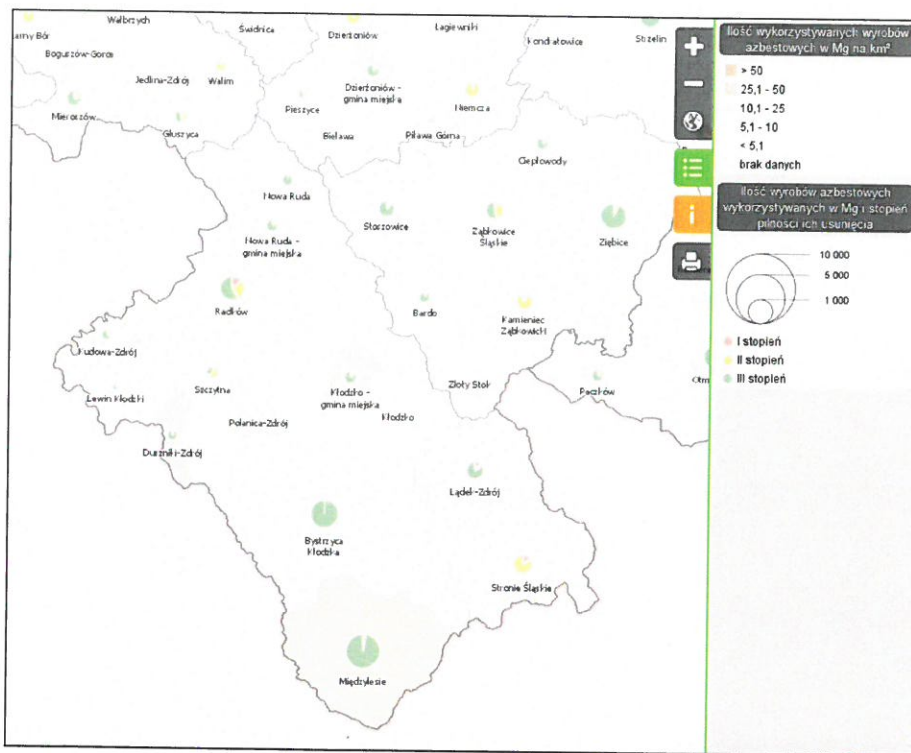 Wałbrzych
Świdnica
Dzierżoniów
Łagiewniki
Kondratowice
Strzelin
Czarny Bór
Boguszów-Gorce
Jedlina-Zdrój
Walim
Dzierżoniów -
gmina miejska
Pieszyce
Niemcza
Mieroszów
Głuszyca
Bielawa
Piława Górna
Ciepłowody
Nowa Ruda
Stoszowice
Ząbkowice
Śląskie
Ziębice
Nowa Ruda -
gmina miejska
Radków
Bardo
Kamieniec
Ząbkowicki
Kudowa-Zdrój
Szczytna
Kłodzko -
gmina miejska
Złoty Stok
Paczków
Otm
Lewin Kłodzki
Polanica-Zdrój
Kłodzko
Duszniki-Zdrój
Lądek-Zdrój
Bystrzyca
Kłodzka
Stronie Śląskie
Międzylesie
Ilość wykorzystywanych wyrobów
azbestowych w Mg na km²
> 50
25,1 - 50
10,1 - 25
5,1 - 10
< 5,1
brak danych
Ilość wyrobów azbestowych
wykorzystywanych w Mg i stopień
pilności ich usunięcia
10 000
5 000
1 000
I stopień
II stopień
III stopień